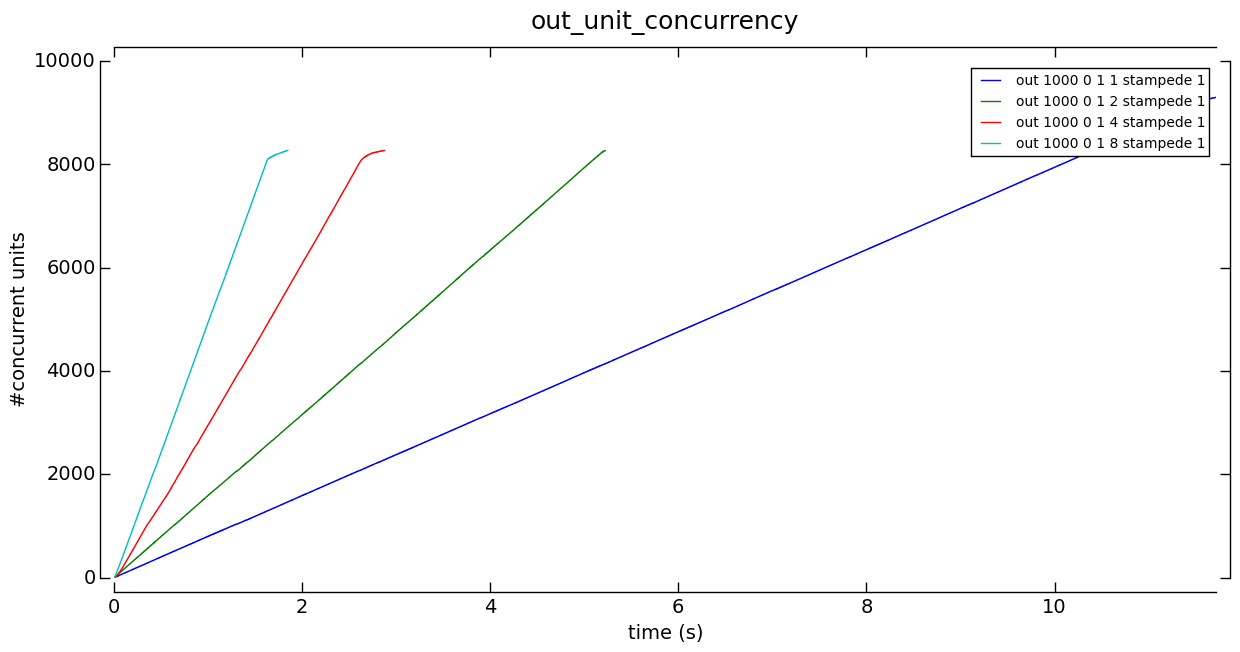 out_unit_concurrency
10000
8000
6000
4000
2000
0
#concurrent units
out 1000 0 1 1 stampede 1
out 1000 0 1 2 stampede 1
out 1000 0 1 4 stampede 1
out 1000 0 1 8 stampede 1
0 2 4 6 8 10
time (s)